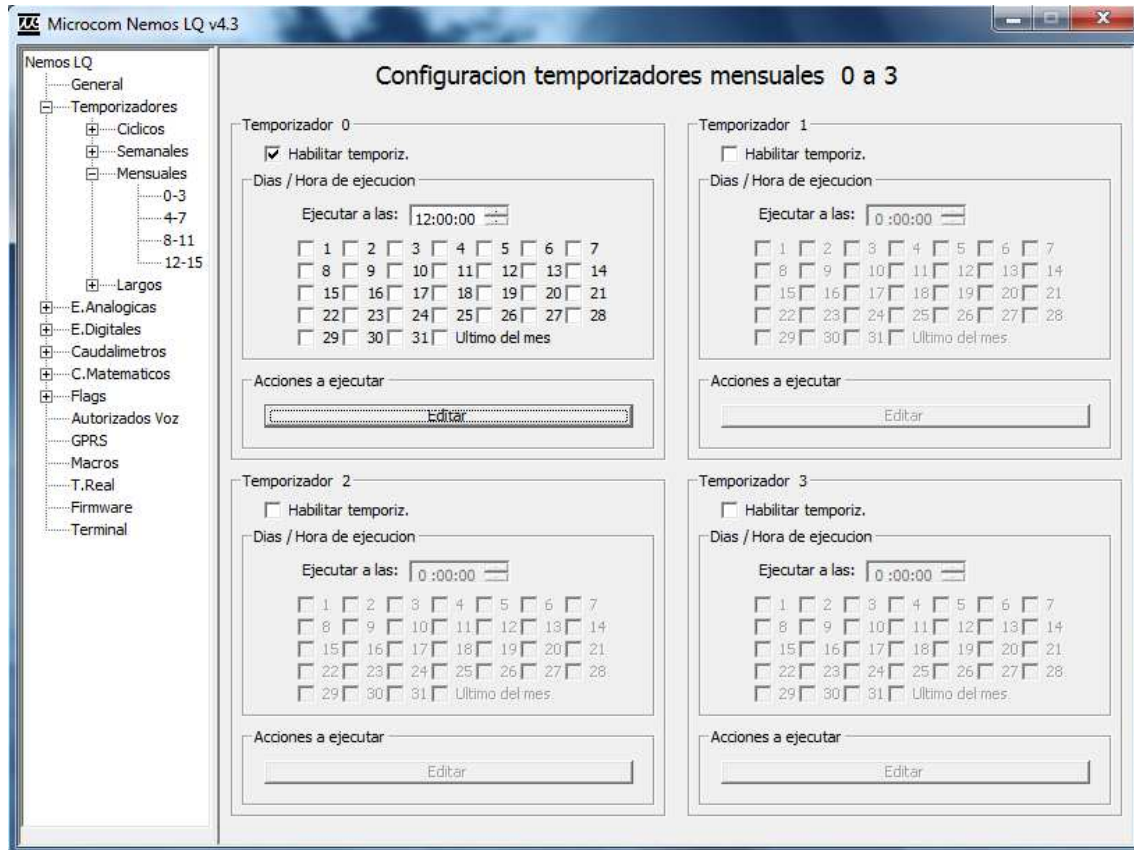 Microcom Nemos LQ v4.3
Nemos LQ
General
Temporizadores
Ciclicos
Semanales
Mensuales
0-3
4-7
8-11
12-15
Largos
E.Analogicas
E.Digitales
Caudalimetros
C.Matematicos
Flags
Autorizados Voz
GPRS
Macros
T.Real
Firmware
Terminal
Configuracion temporizadores mensuales 0 a 3
Temporizador 0
Habilitar temporiz.
Dias / Hora de ejecucion
Ejecutar a las: 12:00:00
1 2 3 4 5 6 7
8 9 10 11 12 13 14
15 16 17 18 19 20 21
22 23 24 25 26 27 28
29 30 31 Ultimo del mes
Acciones a ejecutar
Editar
Temporizador 1
Habilitar temporiz.
Dias / Hora de ejecucion
Ejecutar a las: 0 :00:00
1 2 3 4 5 6 7
8 9 10 11 12 13 14
15 16 17 18 19 20 21
22 23 24 25 26 27 28
29 30 31 Ultimo del mes
Acciones a ejecutar
Editar
Temporizador 2
Habilitar temporiz.
Dias / Hora de ejecucion
Ejecutar a las: 0 :00:00
1 2 3 4 5 6 7
8 9 10 11 12 13 14
15 16 17 18 19 20 21
22 23 24 25 26 27 28
29 30 31 Ultimo del mes
Acciones a ejecutar
Editar
Temporizador 3
Habilitar temporiz.
Dias / Hora de ejecucion
Ejecutar a las: 0 :00:00
1 2 3 4 5 6 7
8 9 10 11 12 13 14
15 16 17 18 19 20 21
22 23 24 25 26 27 28
29 30 31 Ultimo del mes
Acciones a ejecutar
Editar